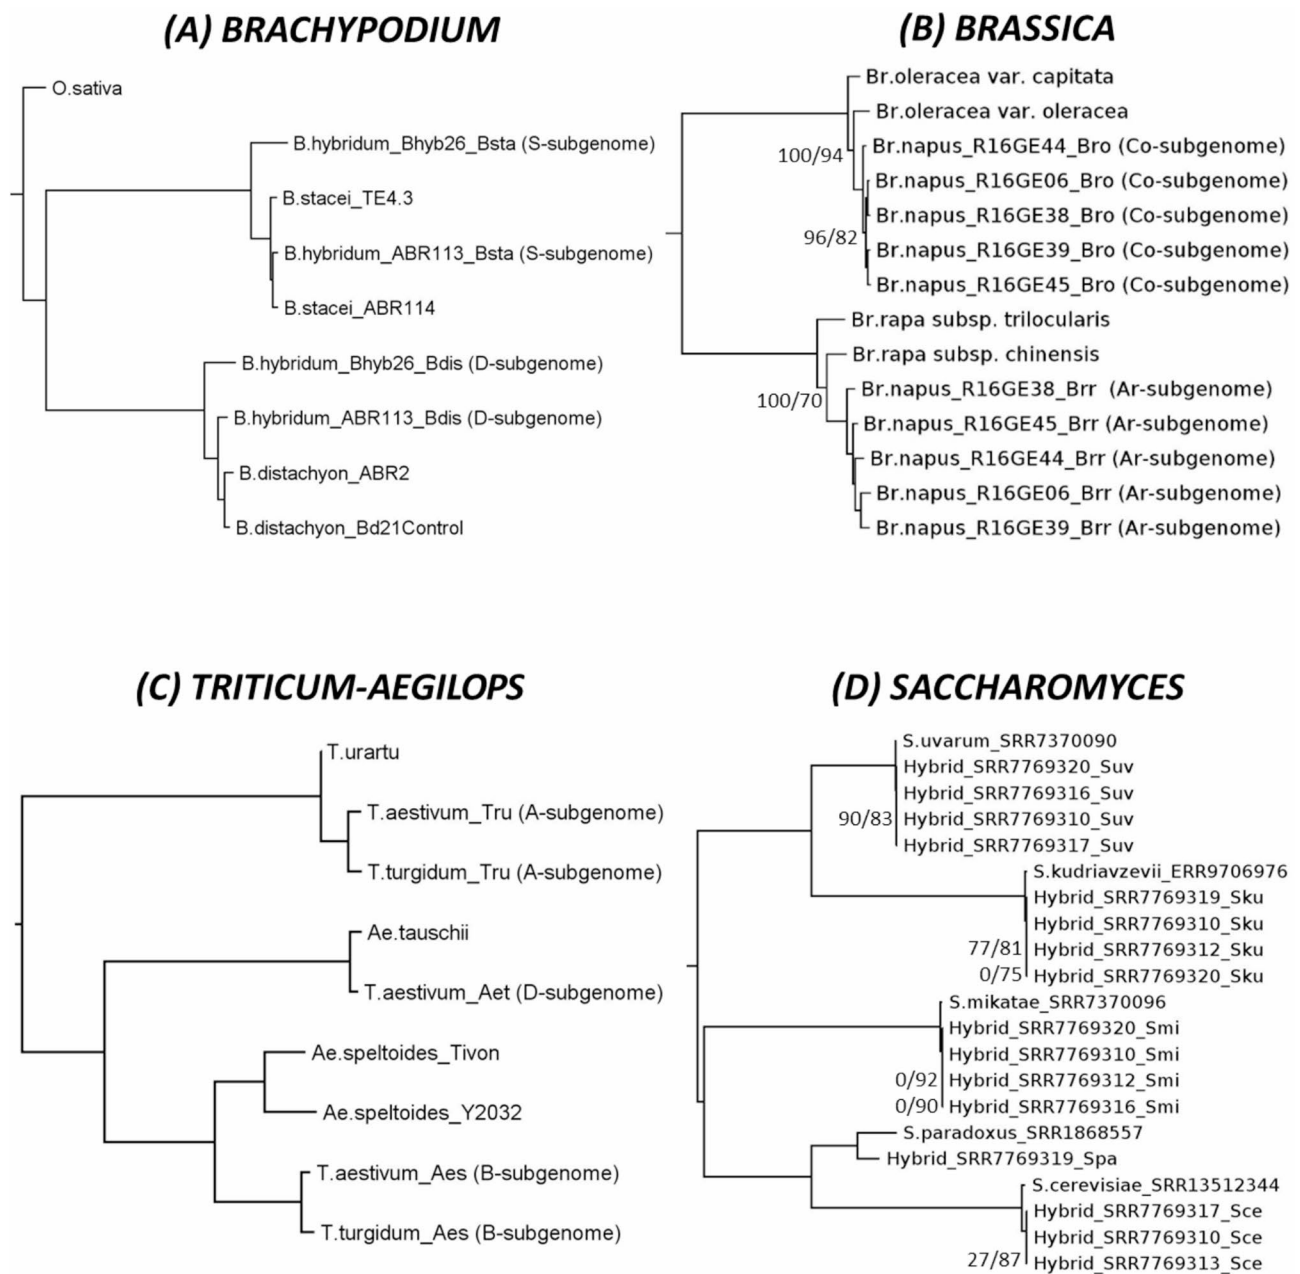 (A) BRACHYPODIUM
O.sativa
B.hybridum_Bhyb26_Bsta (S-subgenome)
B.stacei_TE4.3
B.hybridum_ABR113_Bsta (S-subgenome)
B.stacei_ABR114
B.hybridum_Bhyb26_Bdis (D-subgenome)
B.hybridum_ABR113_Bdis (D-subgenome)
B.distachyon_ABR2
B.distachyon_Bd21Control
(B) BRASSICA
Br.oleracea var. capitata
Br.oleracea var. oleracea
Br.napus_R16GE44_Bro (Co-subgenome)
100/94
Br.napus_R16GE06_Bro (Co-subgenome)
Br.napus_R16GE38_Bro (Co-subgenome)
96/82
Br.napus_R16GE39_Bro (Co-subgenome)
Br.napus_R16GE45_Bro (Co-subgenome)
Br.rapa subsp. trilocularis
Br.rapa subsp. chinensis
Br.napus_R16GE38_Brr (Ar-subgenome)
100/70
Br.napus_R16GE45_Brr (Ar-subgenome)
Br.napus_R16GE44_Brr (Ar-subgenome)
Br.napus_R16GE06_Brr (Ar-subgenome)
Br.napus_R16GE39_Brr (Ar-subgenome)
(C) TRITICUM-AEGILOPS
T.urartu
T.aestivum_Tru (A-subgenome)
T.turgidum_Tru (A-subgenome)
Ae.tauschii
T.aestivum_Aet (D-subgenome)
Ae.speltoides_Tivon
Ae.speltoides_Y2032
T.aestivum_Aes (B-subgenome)
T.turgidum_Aes (B-subgenome)
(D) SACCHAROMYCES
S.uvarum_SRR7370090
Hybrid_SRR7769320_Suv
Hybrid_SRR7769316_Suv
90/83
Hybrid_SRR7769310_Suv
Hybrid_SRR7769317_Suv
S.kudriavzevii_ERR9706976
Hybrid_SRR7769319_Sku
Hybrid_SRR7769310_Sku
77/81
Hybrid_SRR7769312_Sku
0/75
Hybrid_SRR7769320_Sku
S.mikatae_SRR7370096
Hybrid_SRR7769320_Smi
Hybrid_SRR7769310_Smi
0/92
Hybrid_SRR7769312_Smi
0/90
Hybrid_SRR7769316_Smi
S.paradoxus_SRR1868557
Hybrid_SRR7769319_Spa
S.cerevisiae_SRR13512344
Hybrid_SRR7769317_Sce
Hybrid_SRR7769310_Sce
27/87
Hybrid_SRR7769313_Sce